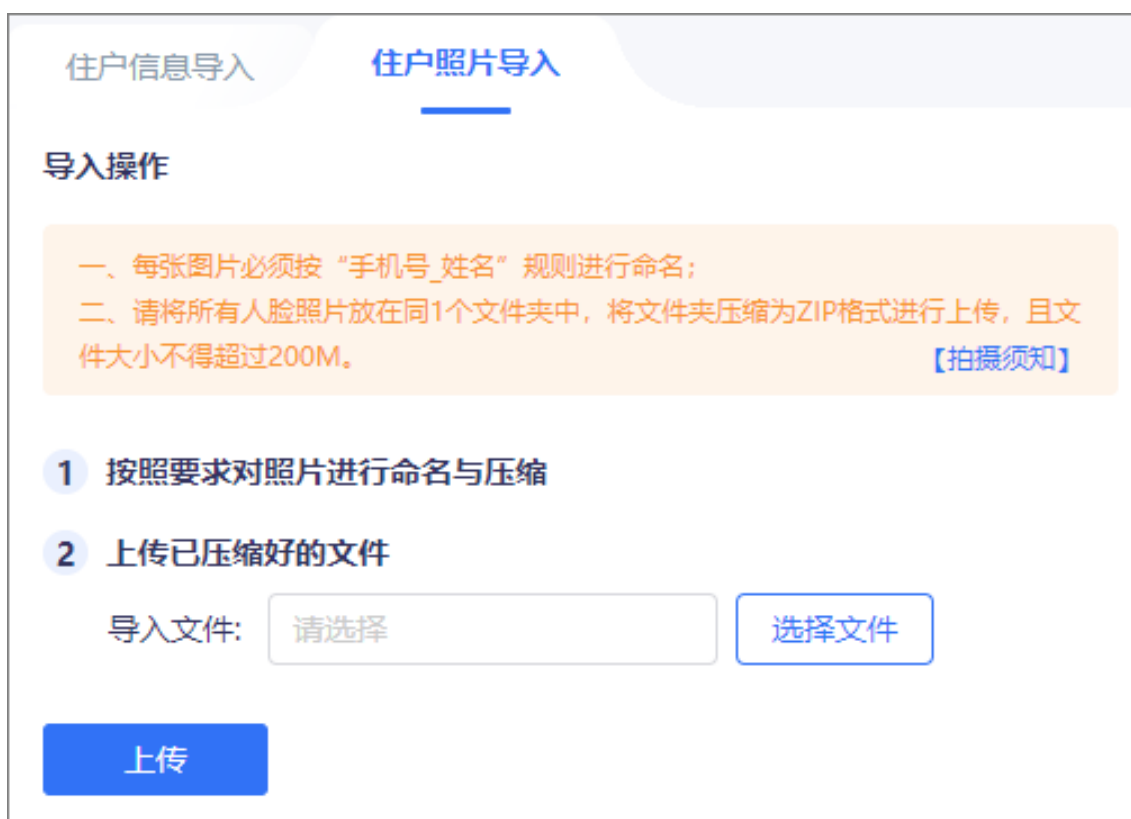 住户信息导入 住户照片导入
导入操作
一、每张图片必须按“手机号_姓名”规则进行命名；
二、请将所有人脸照片放在同1个文件夹中，将文件夹压缩为ZIP格式进行上传，且文
件大小不得超过200M。 【拍摄须知】
1 按照要求对照片进行命名与压缩
2 上传已压缩好的文件
导入文件: 请选择 选择文件
上传